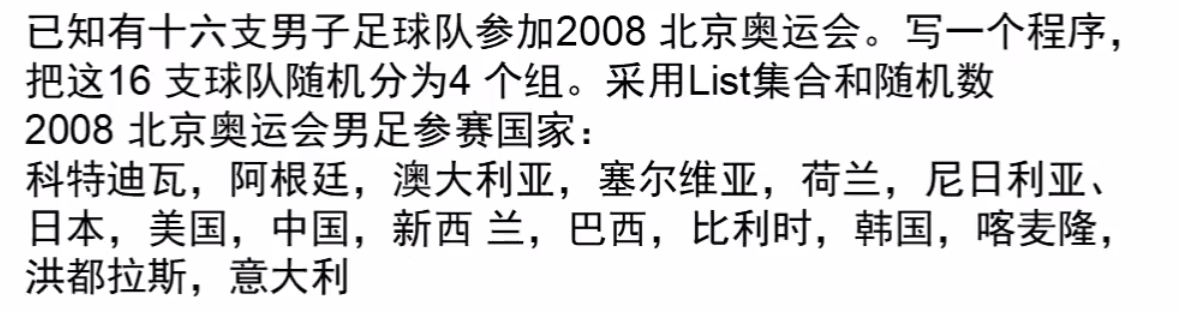 已知有十六支男子足球队参加2008 北京奥运会。写一个程序，
把这16 支球队随机分为4 个组。采用List集合和随机数
2008 北京奥运会男足参赛国家：
科特迪瓦，阿根廷，澳大利亚，塞尔维亚，荷兰，尼日利亚、
日本，美国，中国，新西 兰，巴西，比利时，韩国，喀麦隆，
洪都拉斯，意大利